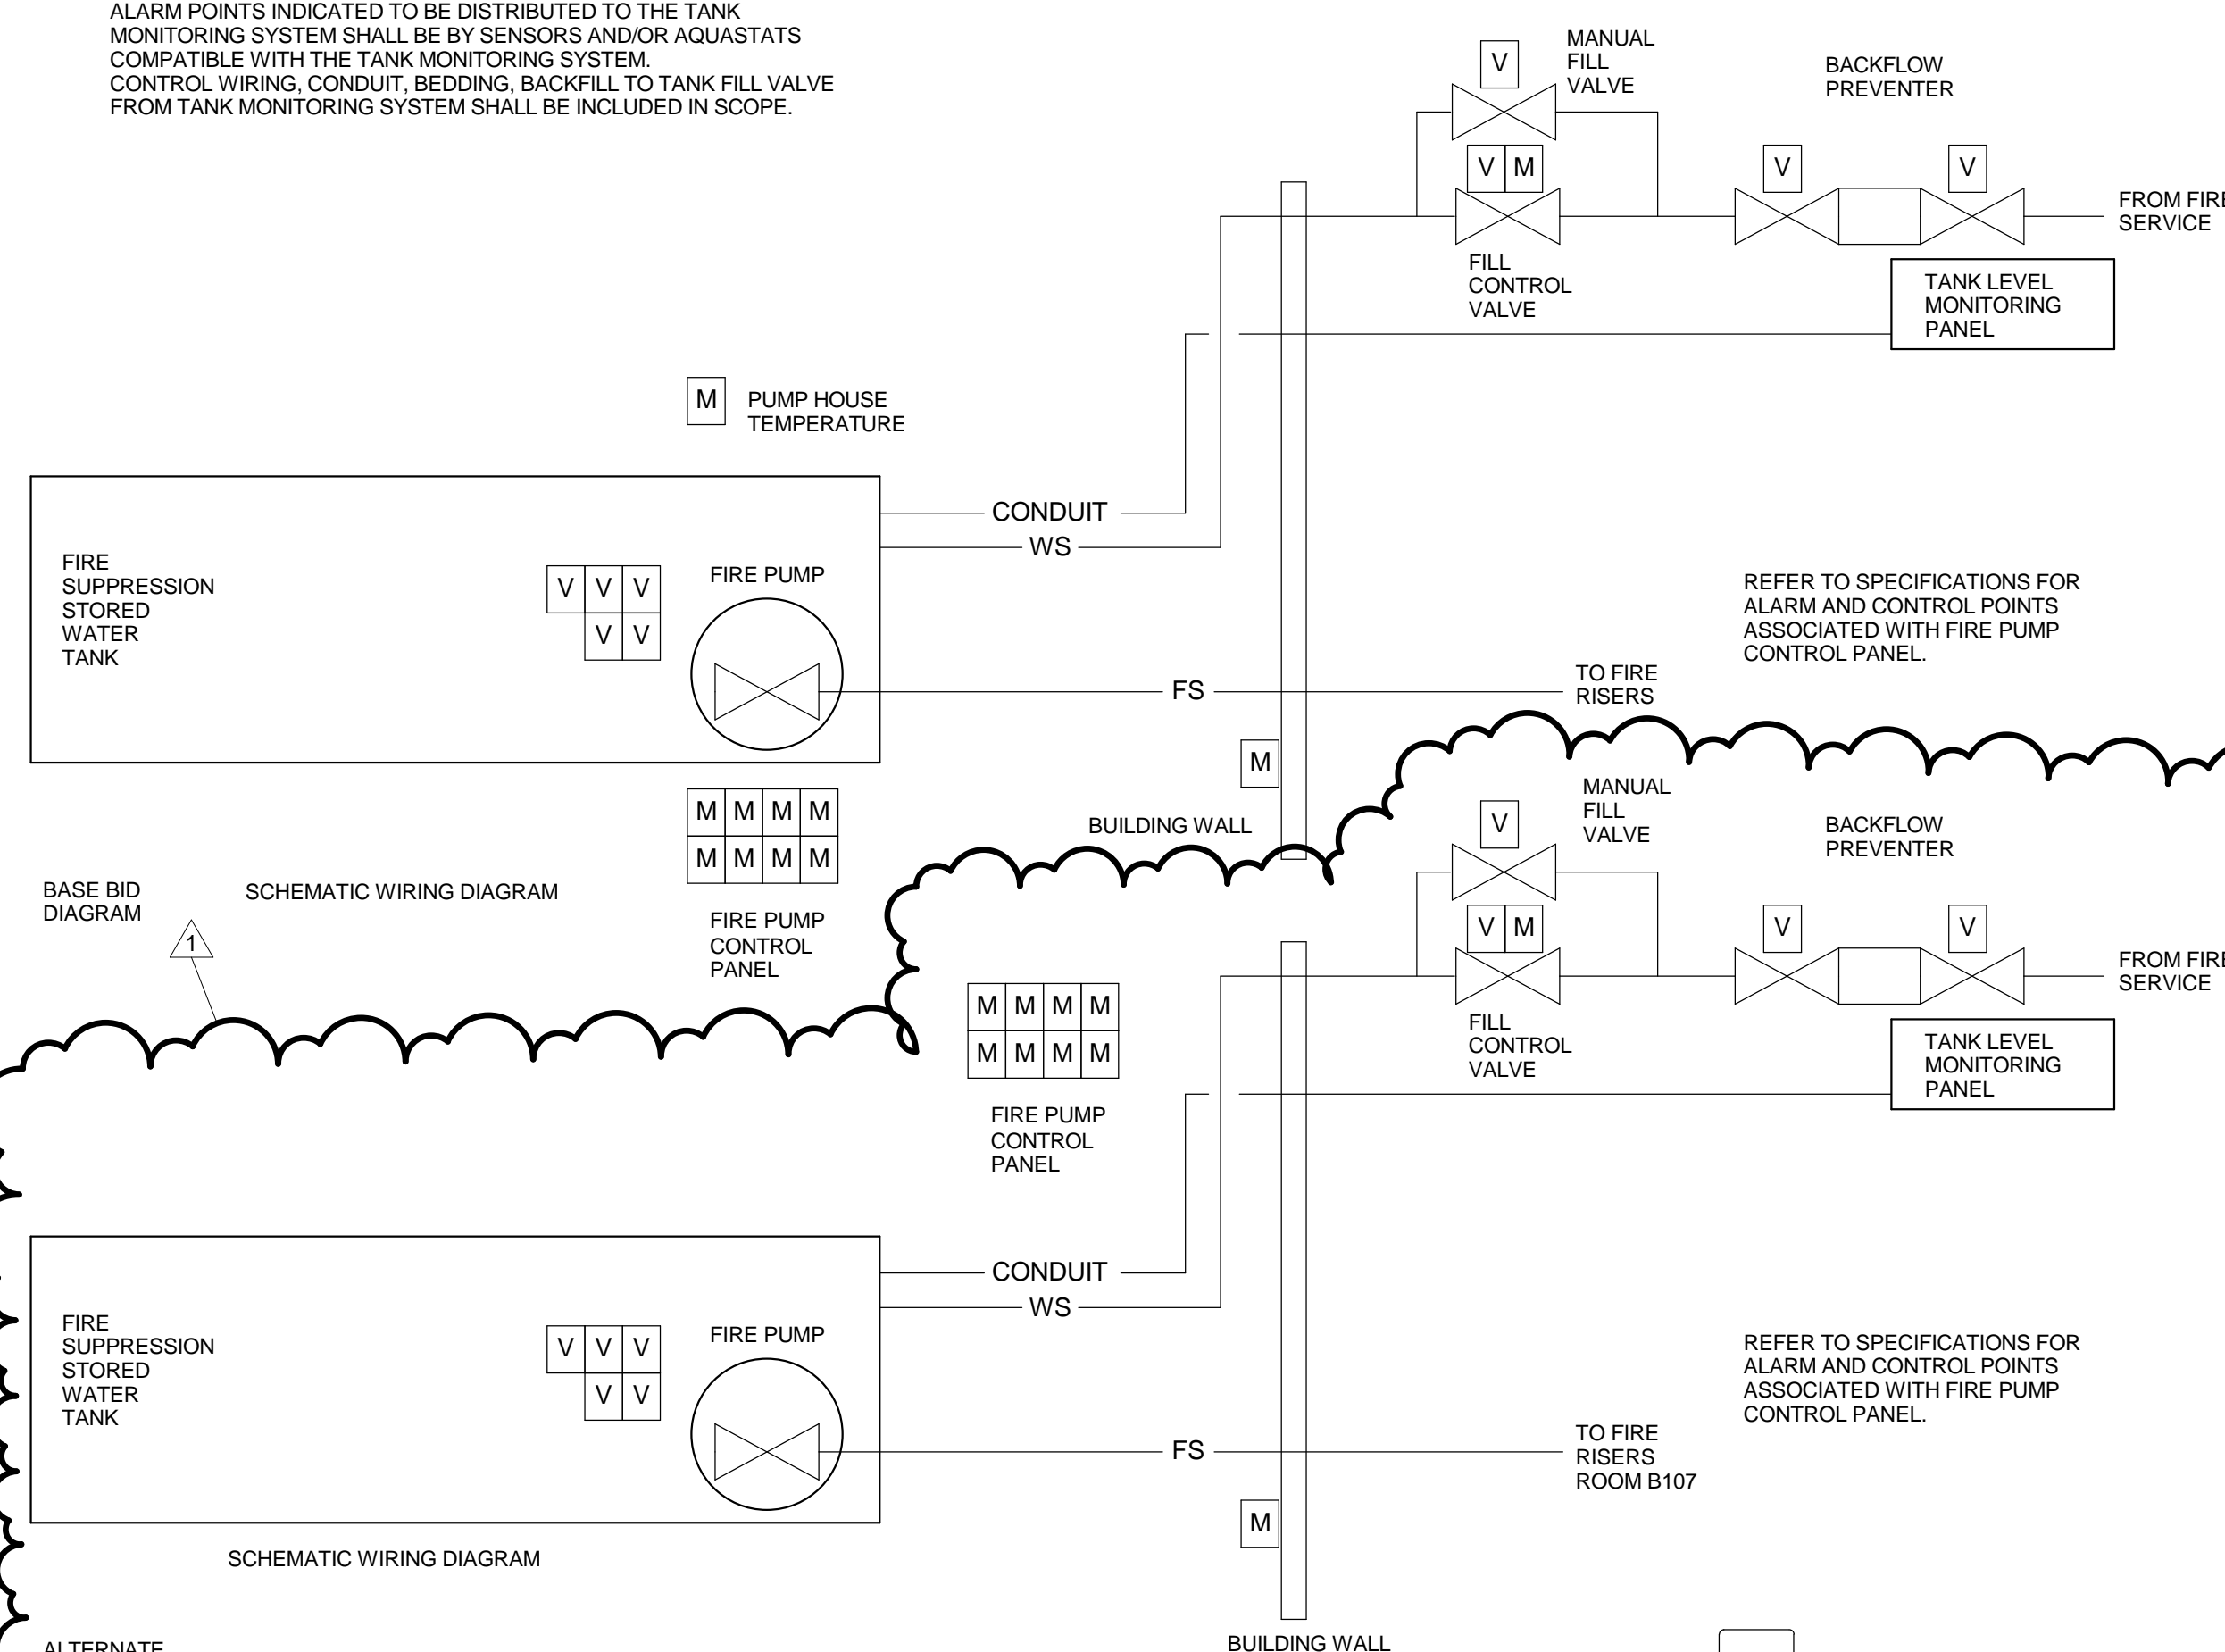 ALARM POINTS INDICATED TO BE DISTRIBUTED TO THE TANK
MONITORING SYSTEM SHALL BE BY SENSORS AND/OR AQUASTATS
COMPATIBLE WITH THE TANK MONITORING SYSTEM.
CONTROL WIRING, CONDUIT, BEDDING, BACKFILL TO TANK FILL VALVE
FROM TANK MONITORING SYSTEM SHALL BE INCLUDED IN SCOPE.
V
MANUAL
FILL
VALVE
BACKFLOW
PREVENTER
V M
V
V
FROM FIRE
SERVICE
FILL
CONTROL
VALVE
TANK LEVEL
MONITORING
PANEL
M
PUMP HOUSE
TEMPERATURE
CONDUIT
WS
FIRE
SUPPRESSION
STORED
WATER
TANK
V V V
V V
FIRE PUMP
REFER TO SPECIFICATIONS FOR
ALARM AND CONTROL POINTS
ASSOCIATED WITH FIRE PUMP
CONTROL PANEL.
FS
TO FIRE
RISERS
M
M M M M
M M M M
BUILDING WALL
FIRE PUMP
CONTROL
PANEL
BASE BID
DIAGRAM
SCHEMATIC WIRING DIAGRAM
1
V
MANUAL
FILL
VALVE
BACKFLOW
PREVENTER
V M
V
V
FROM FIRE
SERVICE
FILL
CONTROL
VALVE
TANK LEVEL
MONITORING
PANEL
M M M M
M M M M
FIRE PUMP
CONTROL
PANEL
CONDUIT
WS
FIRE
SUPPRESSION
STORED
WATER
TANK
V V V
V V
FIRE PUMP
REFER TO SPECIFICATIONS FOR
ALARM AND CONTROL POINTS
ASSOCIATED WITH FIRE PUMP
CONTROL PANEL.
FS
TO FIRE
RISERS
ROOM B107
M
SCHEMATIC WIRING DIAGRAM
BUILDING WALL
ALTERNATE